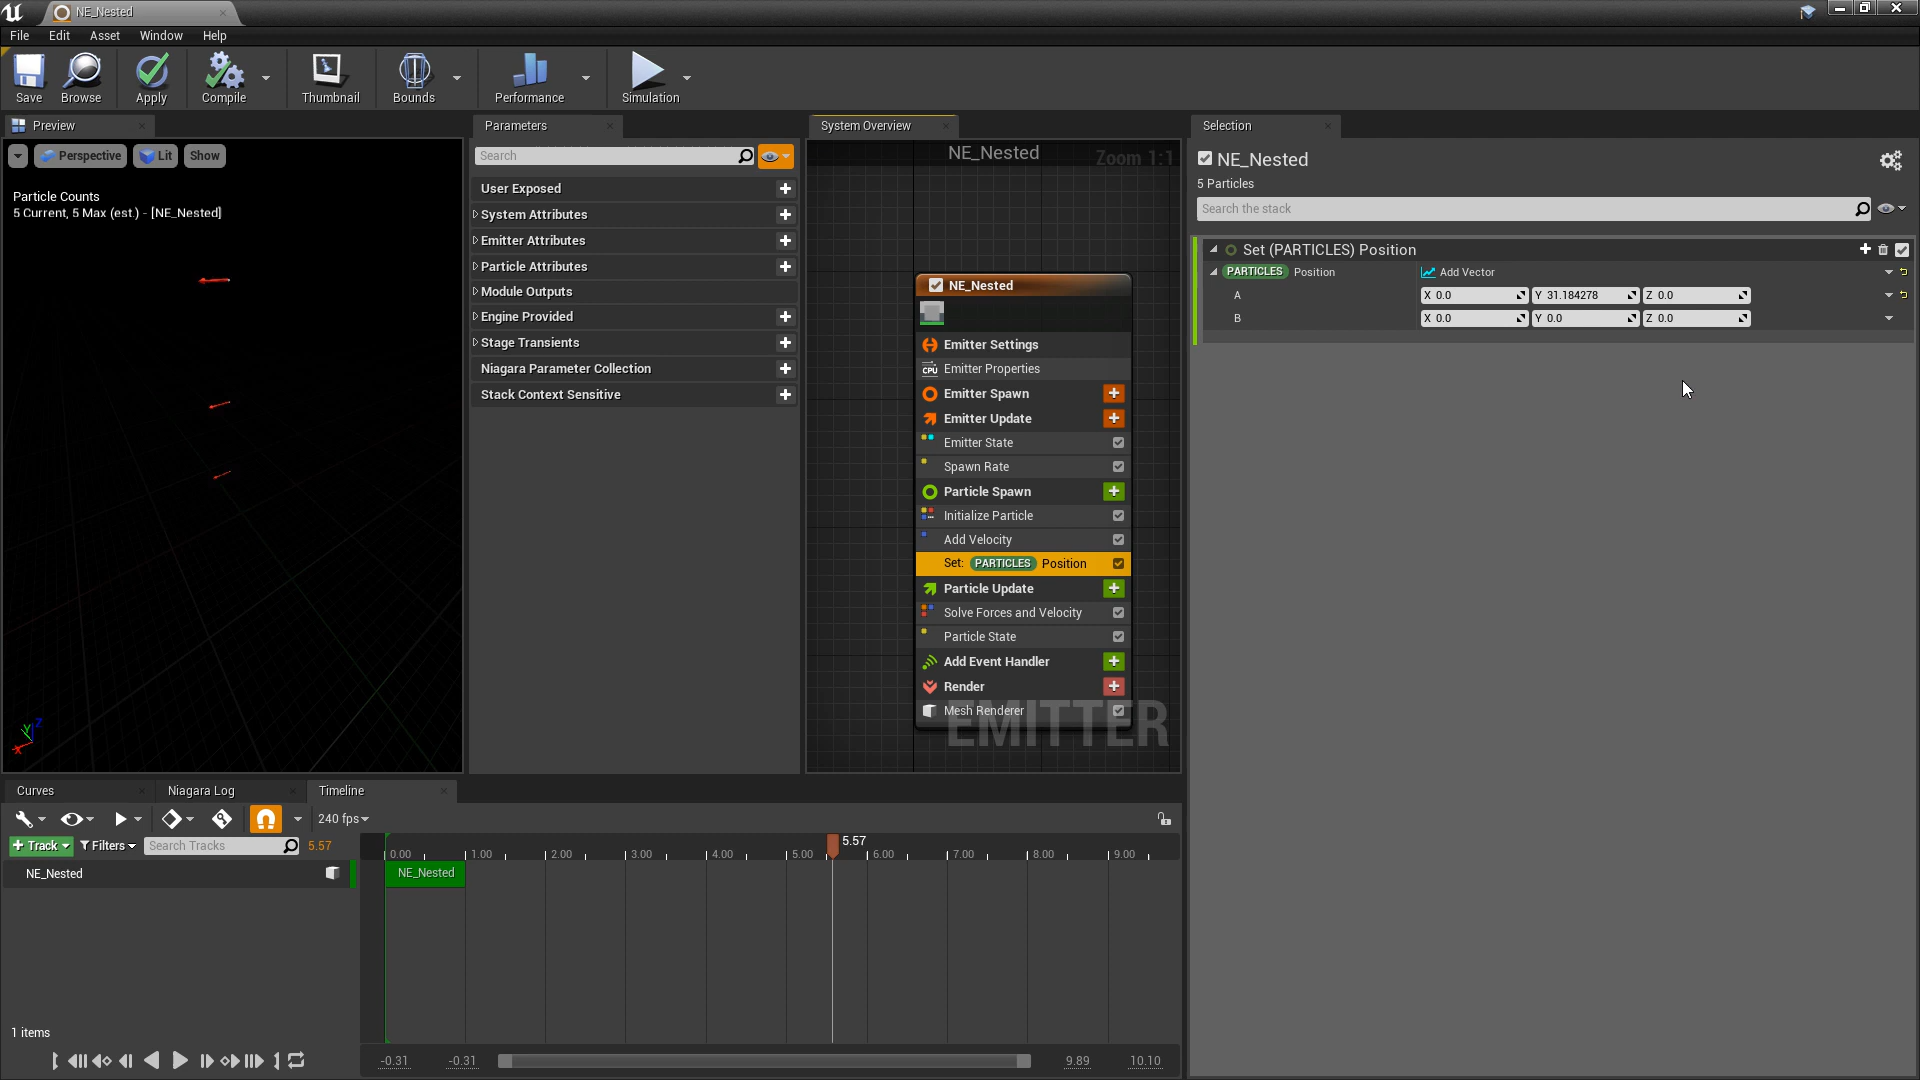 NE_Nested
File Edit Asset Window Help
Save Browse Apply Compile Thumbnail Bounds Performance Simulation
Preview
Perspective Lit Show
Particle Counts
5 Current, 5 Max (est.) - [NE_Nested]
Z
Y
X
Parameters
Search
User Exposed
System Attributes
Emitter Attributes
Particle Attributes
Module Outputs
Engine Provided
Stage Transients
Niagara Parameter Collection
Stack Context Sensitive
System Overview
NE_Nested
Zoom 1:1
NE_Nested
Emitter Settings
CPU Emitter Properties
Emitter Spawn
Emitter Update
Emitter State
Spawn Rate
Particle Spawn
Initialize Particle
Add Velocity
Set: PARTICLES Position
Particle Update
Solve Forces and Velocity
Particle State
Add Event Handler
Render
Mesh Renderer
EMITTER
Selection
NE_Nested
5 Particles
Search the stack
Set (PARTICLES) Position
PARTICLES Position Add Vector
A X 0.0 Y 31.184278 Z 0.0
B X 0.0 Y 0.0 Z 0.0
Curves Niagara Log Timeline
240 fps
+ Track Filters Search Tracks 5.57
5.57
0.00 1.00 2.00 3.00 4.00 5.00 6.00 7.00 8.00 9.00
NE_Nested
NE_Nested
1 items
-0.31 -0.31 9.89 10.10